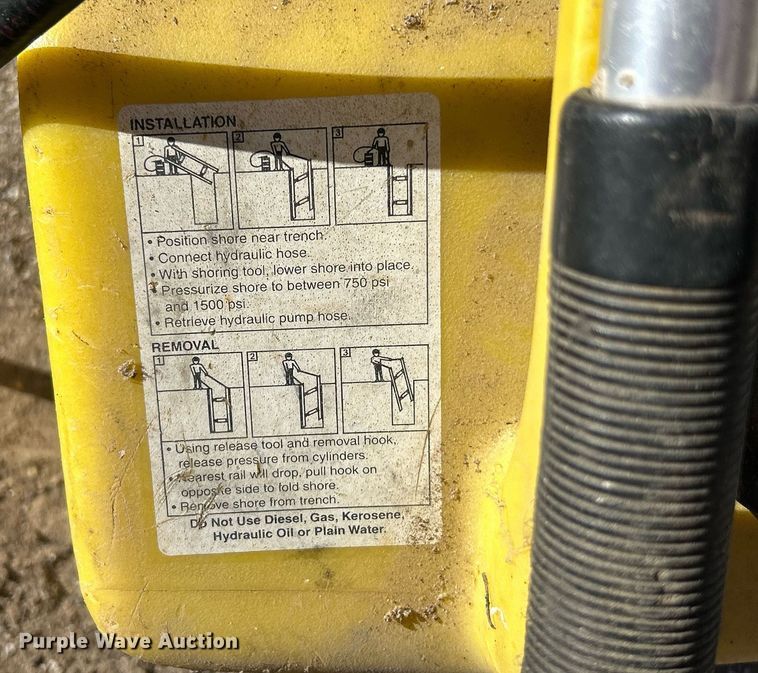 INSTALLATION
1 2 3
• Position shore near trench.
• Connect hydraulic hose.
• With shoring tool, lower shore into place.
• Pressurize shore to between 750 psi
and 1500 psi.
• Retrieve hydraulic pump hose.
REMOVAL
1 2 3
• Using release tool and removal hook,
release pressure from cylinders.
• Nearest rail will drop, pull hook on
opposite side to fold shore.
• Remove shore from trench.
Do Not Use Diesel, Gas, Kerosene,
Hydraulic Oil or Plain Water.
Purple Wave Auction